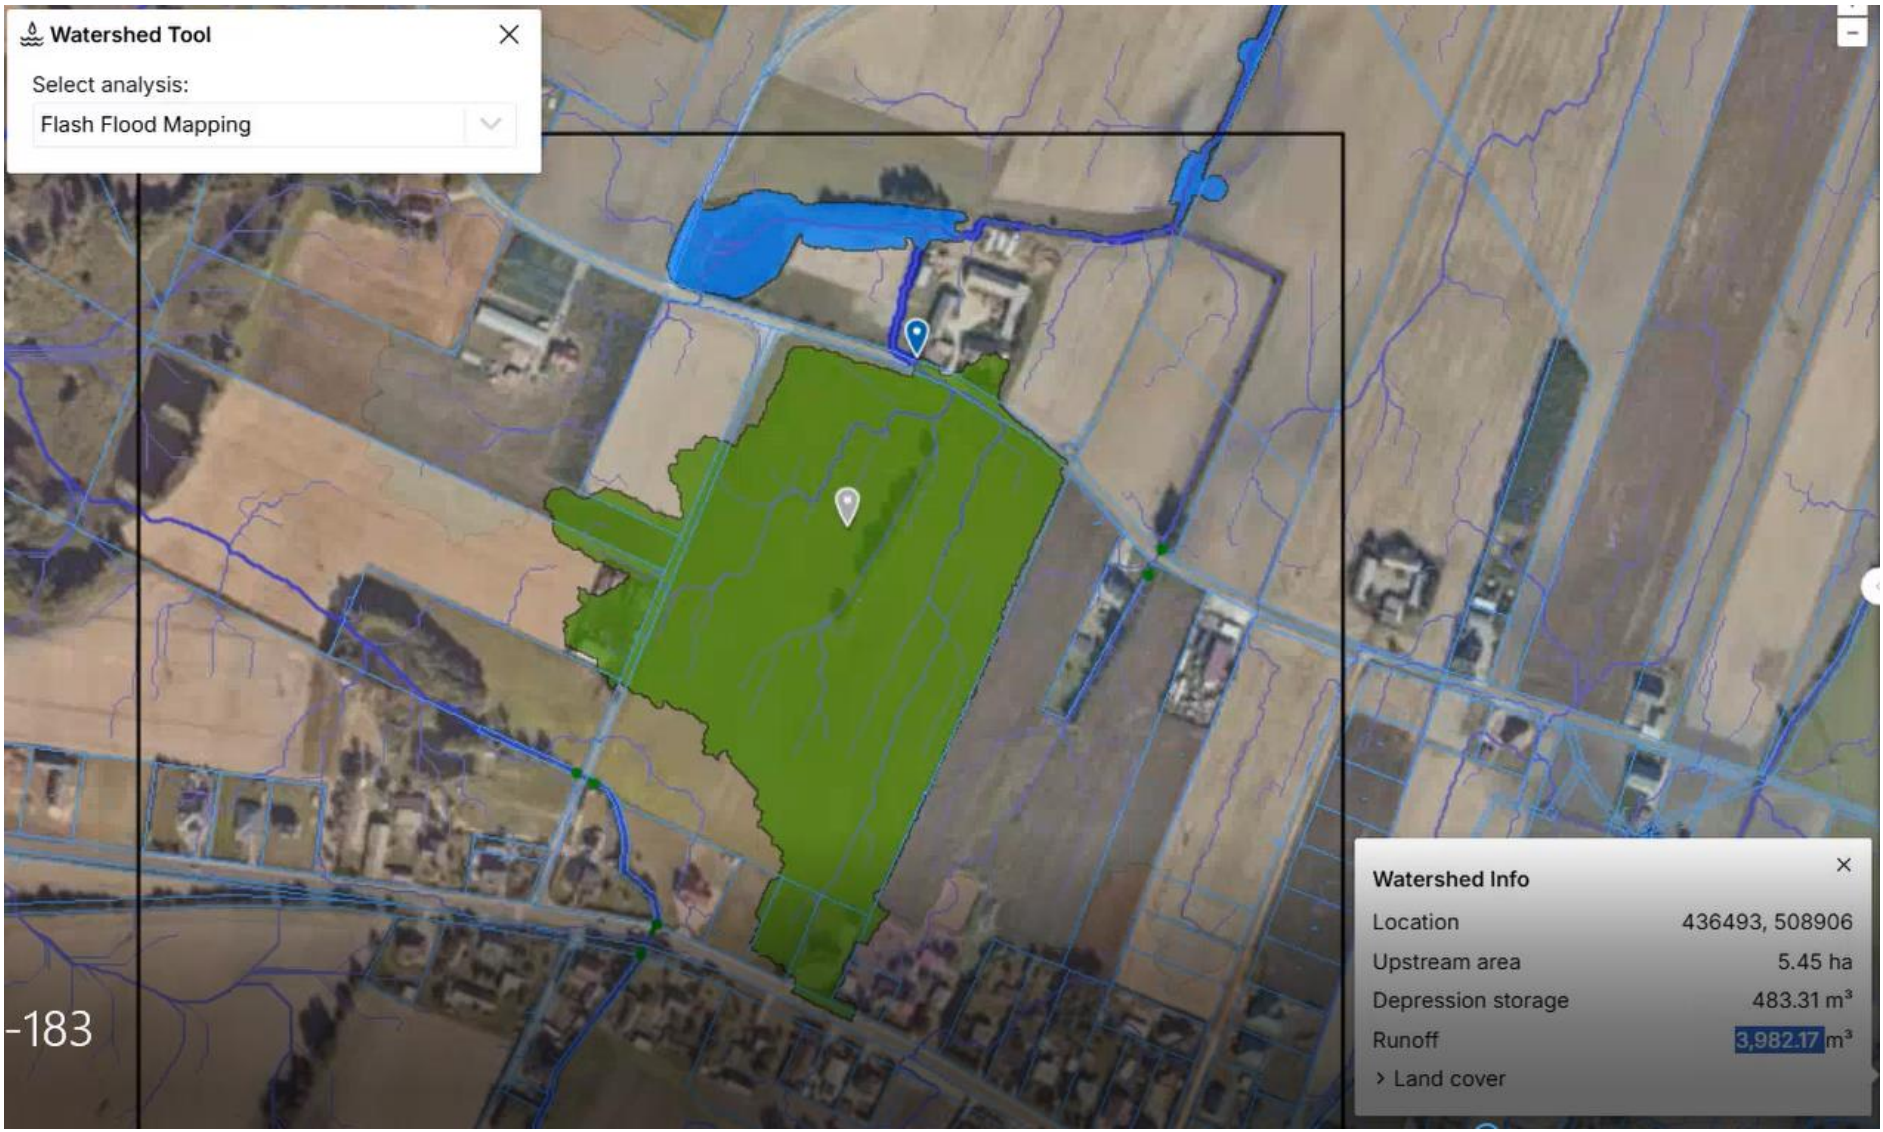 Watershed Tool
Select analysis:
Flash Flood Mapping
Watershed Info
Location 436493, 508906
Upstream area 5.45 ha
Depression storage 483.31 m³
Runoff 3,982.17 m³
> Land cover
-183